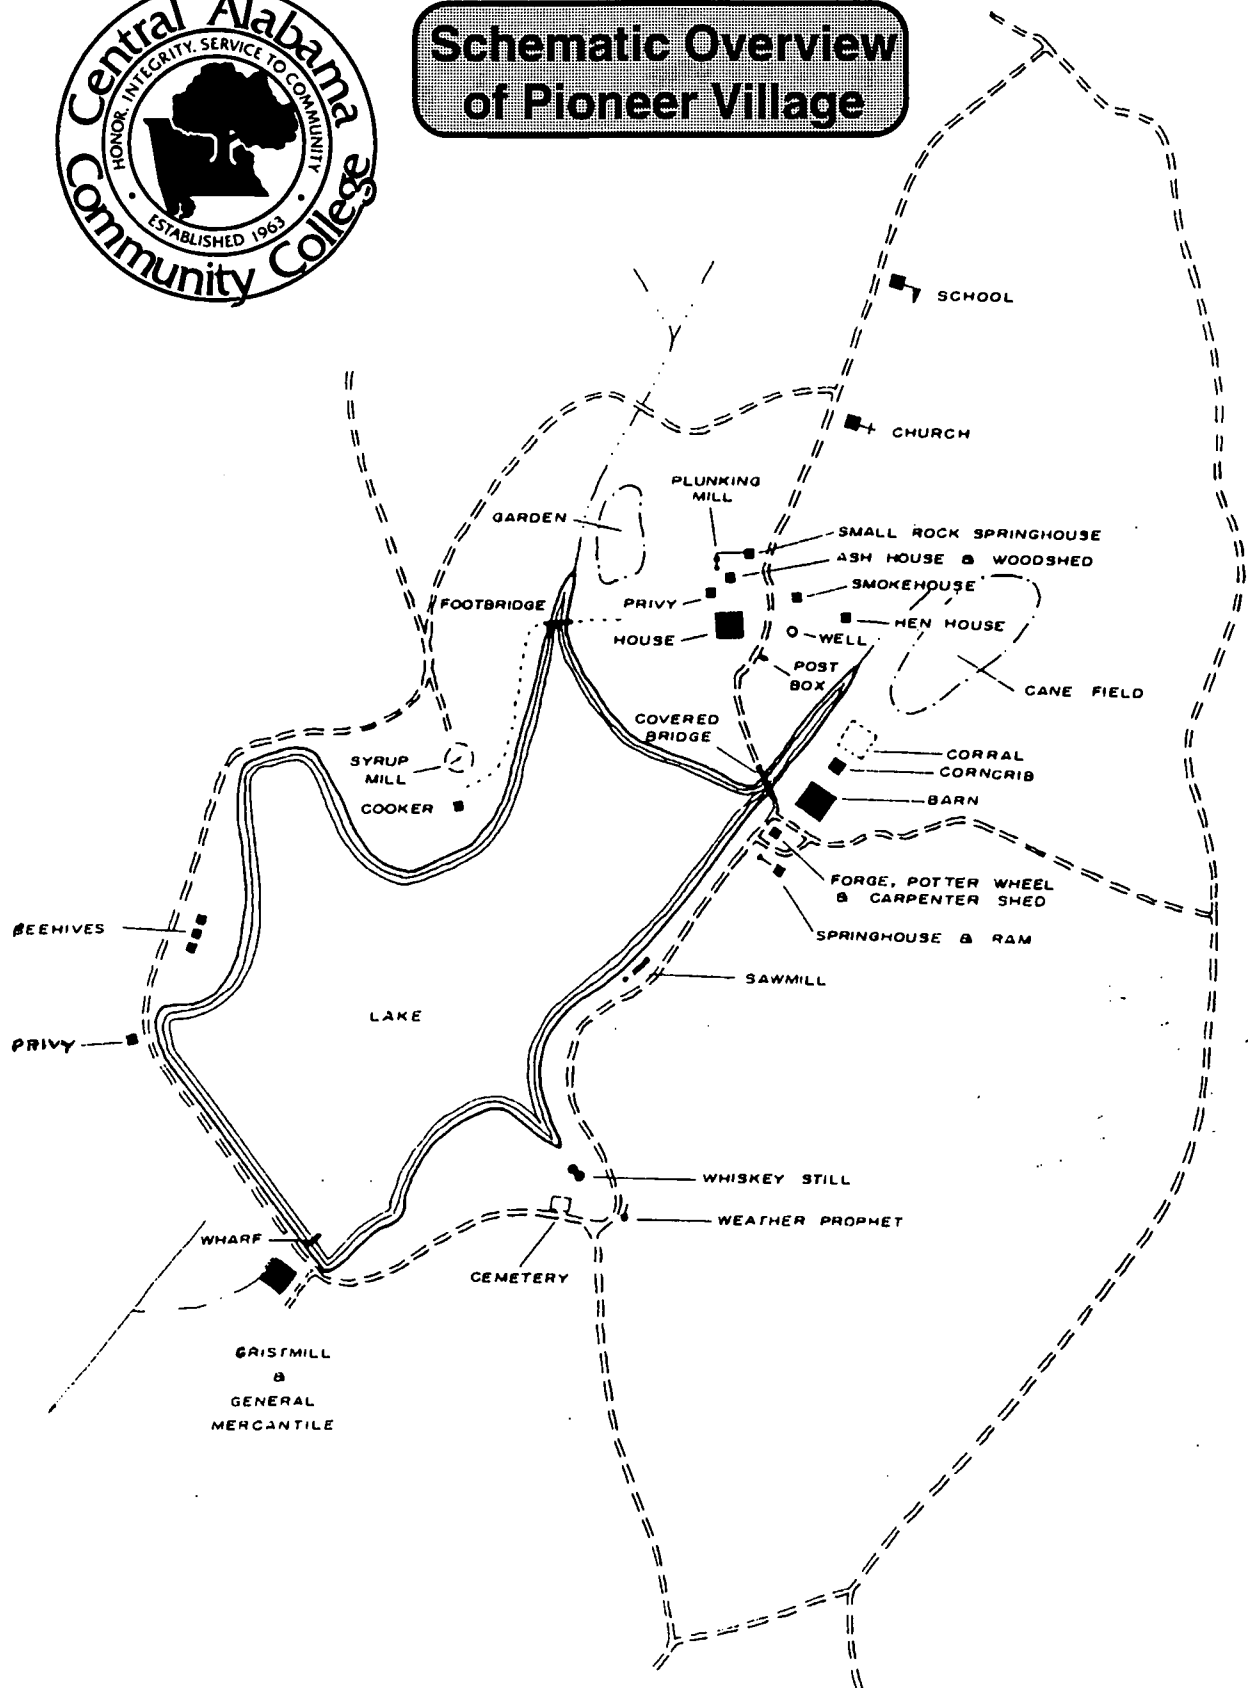 Central Alabama
Community College
HONOR, INTEGRITY, SERVICE TO COMMUNITY
• ESTABLISHED 1963 •
Schematic Overview
of Pioneer Village
SCHOOL
CHURCH
PLUNKING
MILL
GARDEN
SMALL ROCK SPRINGHOUSE
ASH HOUSE & WOODSHED
SMOKEHOUSE
FOOTBRIDGE
PRIVY
HEN HOUSE
HOUSE
WELL
POST
BOX
CANE FIELD
COVERED
BRIDGE
CORRAL
SYRUP
MILL
CORNCRIB
BARN
COOKER
FORGE, POTTER WHEEL
& CARPENTER SHED
BEEHIVES
SPRINGHOUSE & RAM
SAWMILL
LAKE
PRIVY
WHISKEY STILL
WEATHER PROPHET
WHARF
CEMETERY
GRISTMILL
&
GENERAL
MERCANTILE